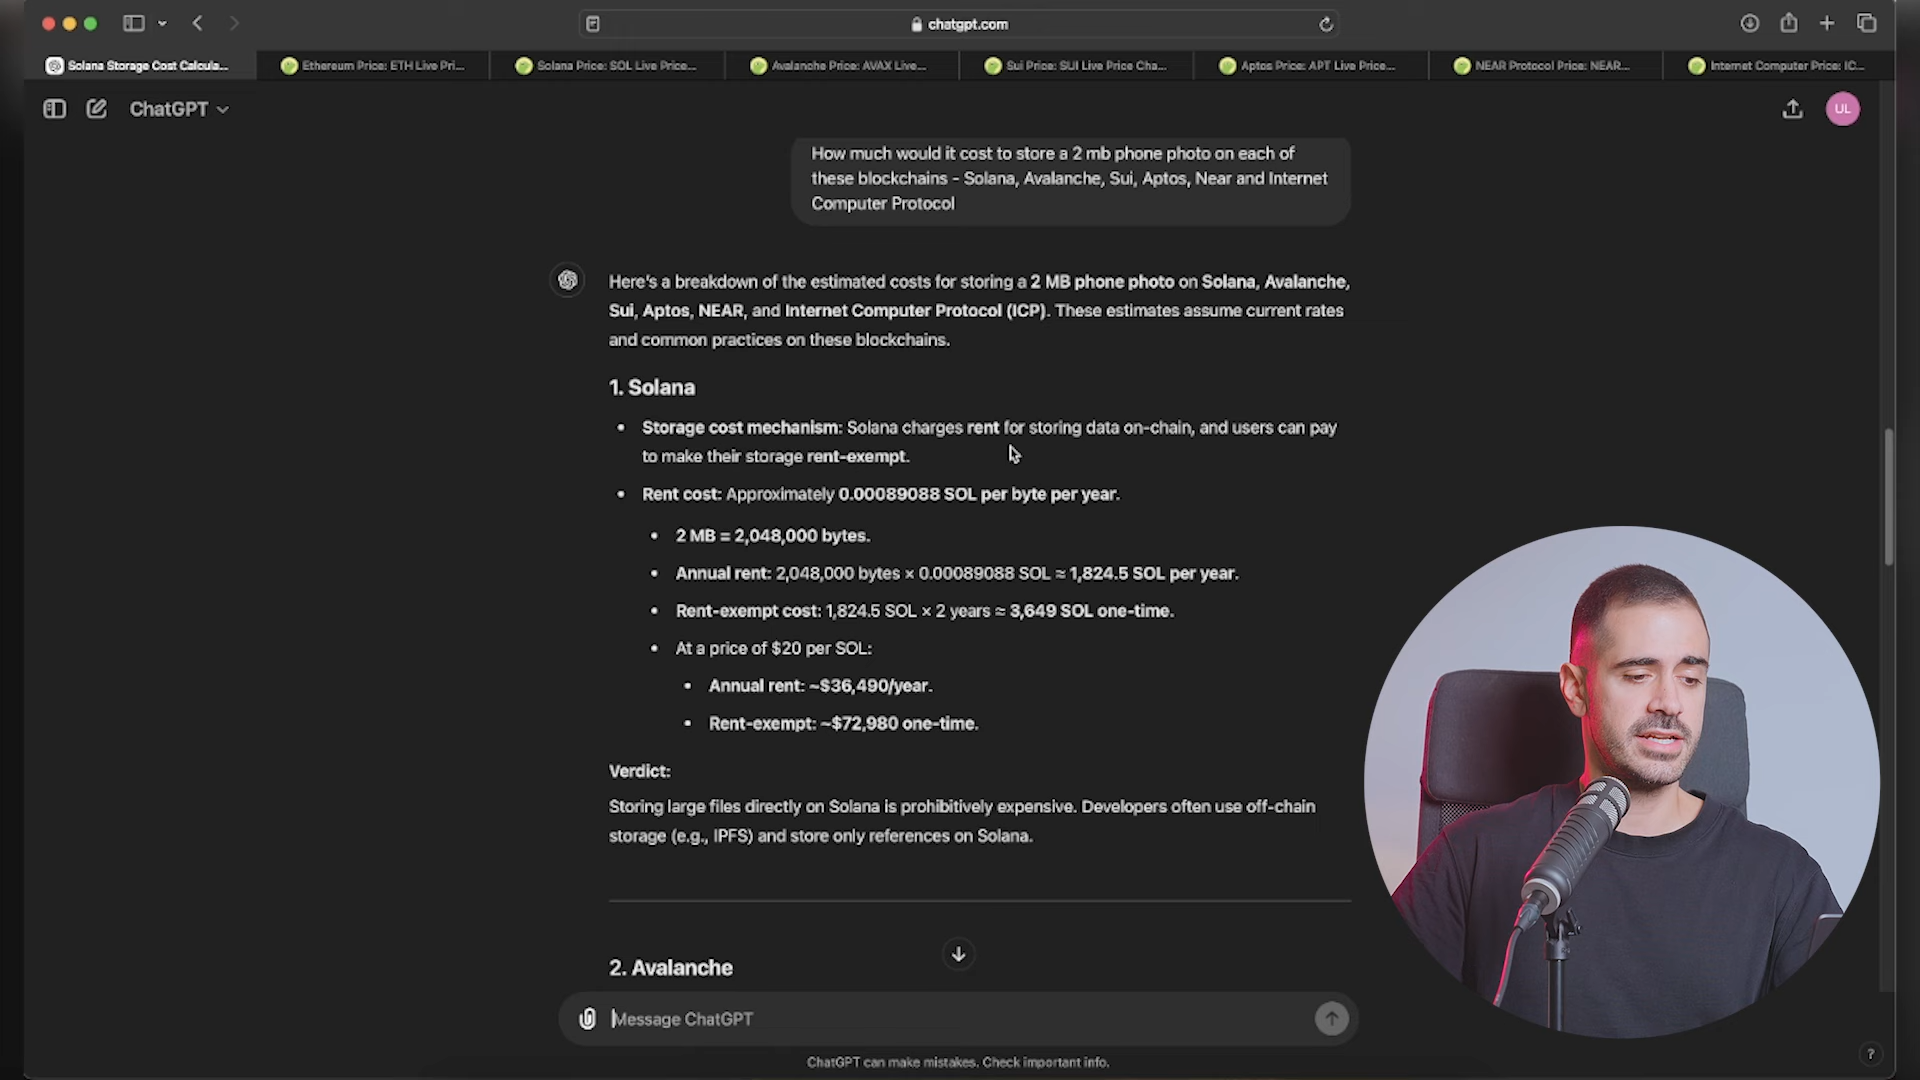 chatgpt.com
Solana Storage Cost Calcula...
Ethereum Price: ETH Live Pri...
Solana Price: SOL Live Price...
Avalanche Price: AVAX Live...
Sui Price: SUI Live Price Cha...
Aptos Price: APT Live Price...
NEAR Protocol Price: NEAR...
Internet Computer Price: IC...
ChatGPT
UL
How much would it cost to store a 2 mb phone photo on each of
these blockchains - Solana, Avalanche, Sui, Aptos, Near and Internet
Computer Protocol
Here's a breakdown of the estimated costs for storing a 2 MB phone photo on Solana, Avalanche,
Sui, Aptos, NEAR, and Internet Computer Protocol (ICP). These estimates assume current rates
and common practices on these blockchains.
1. Solana
• Storage cost mechanism: Solana charges rent for storing data on-chain, and users can pay
to make their storage rent-exempt.
• Rent cost: Approximately 0.00089088 SOL per byte per year.
• 2 MB = 2,048,000 bytes.
• Annual rent: 2,048,000 bytes × 0.00089088 SOL ≈ 1,824.5 SOL per year.
• Rent-exempt cost: 1,824.5 SOL × 2 years ≈ 3,649 SOL one-time.
• At a price of $20 per SOL:
• Annual rent: ~$36,490/year.
• Rent-exempt: ~$72,980 one-time.
Verdict:
Storing large files directly on Solana is prohibitively expensive. Developers often use off-chain
storage (e.g., IPFS) and store only references on Solana.
2. Avalanche
Message ChatGPT
ChatGPT can make mistakes. Check important info.
?